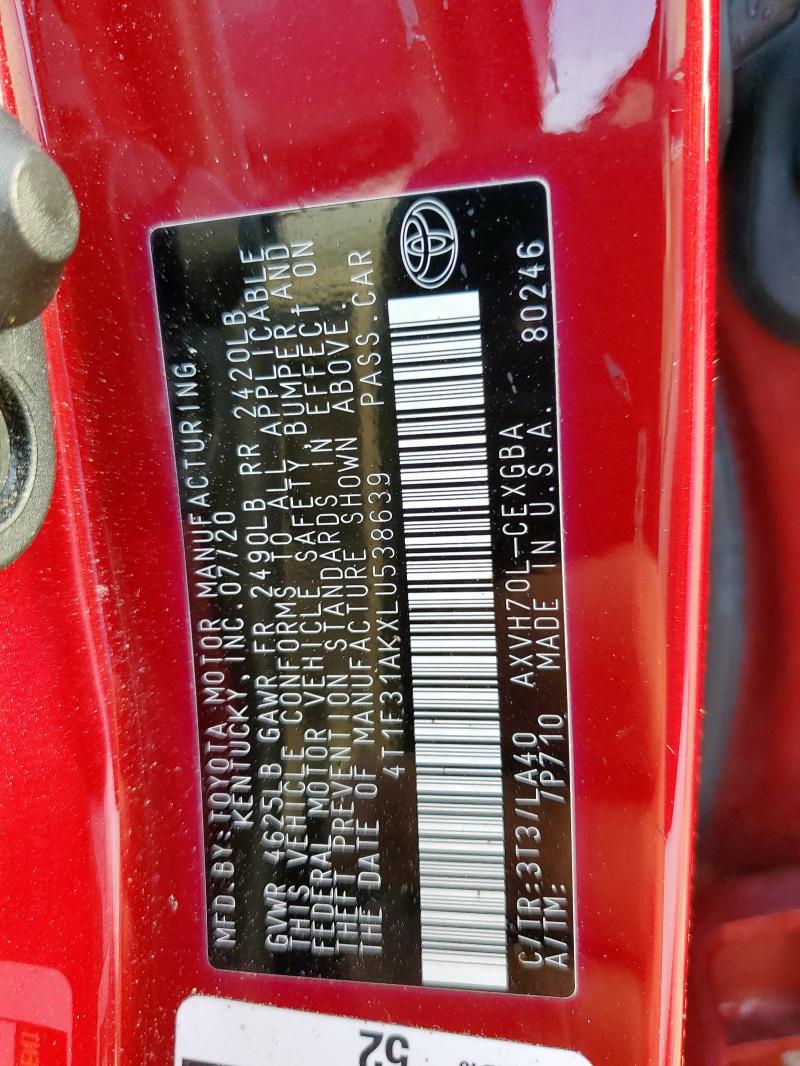 MFD.BY:TOYOTA MOTOR MANUFACTURING,
KENTUCKY,INC.07/20
GVWR 4625LB GAWR FR 2490LB RR 2420LB
THIS VEHICLE CONFORMS TO ALL APPLICABLE
FEDERAL MOTOR VEHICLE SAFETY, BUMPER AND
THEFT PREVENTION STANDARDS IN EFFECT ON
THE DATE OF MANUFACTURE SHOWN ABOVE.
4T1F31AKXLU538639 PASS.CAR
C/TR:3T3/LA40 AXVH70L-CEXGBA
A/TM: /P710 MADE IN U.S.A. 80246
52